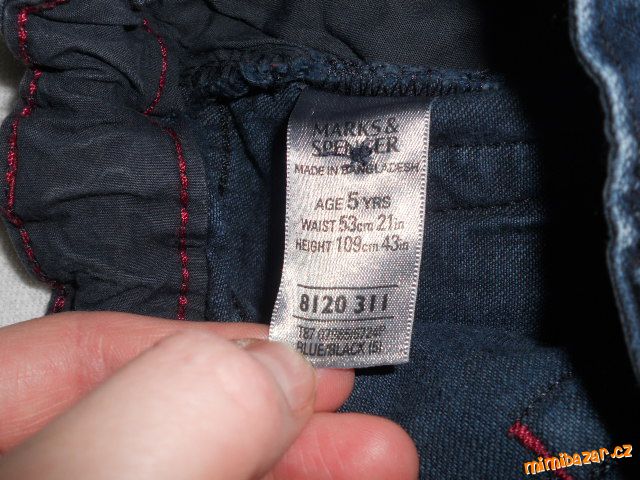 MARKS &
SPENCER
MADE IN BANGLADESH
AGE 5 YRS
WAIST 53cm 21in
HEIGHT 109cm 43in
8120 311
T87
BLUE/BLACK
mimibazar.cz